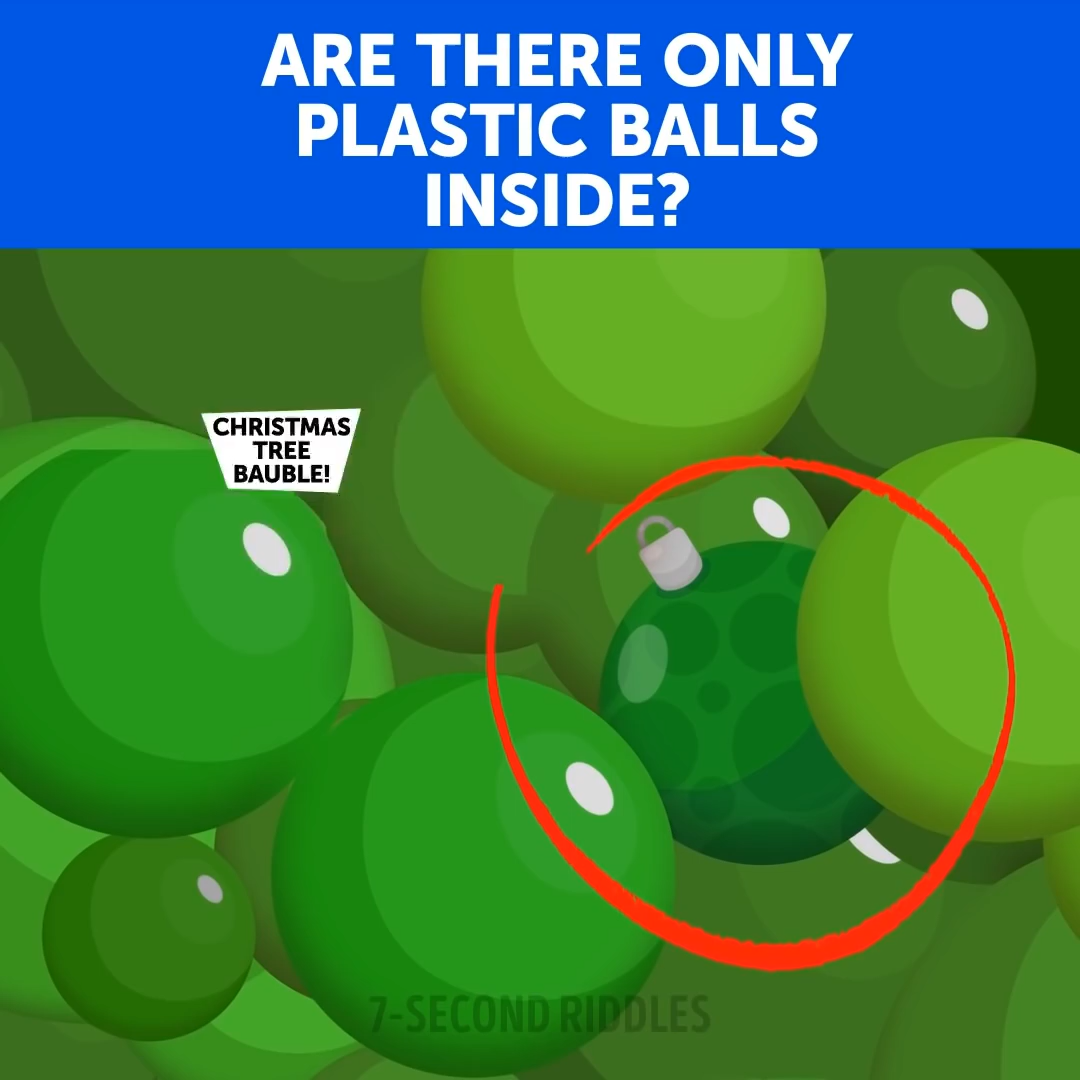 ARE THERE ONLY
PLASTIC BALLS
INSIDE?
CHRISTMAS
TREE
BAUBLE!
7-SECOND RIDDLES